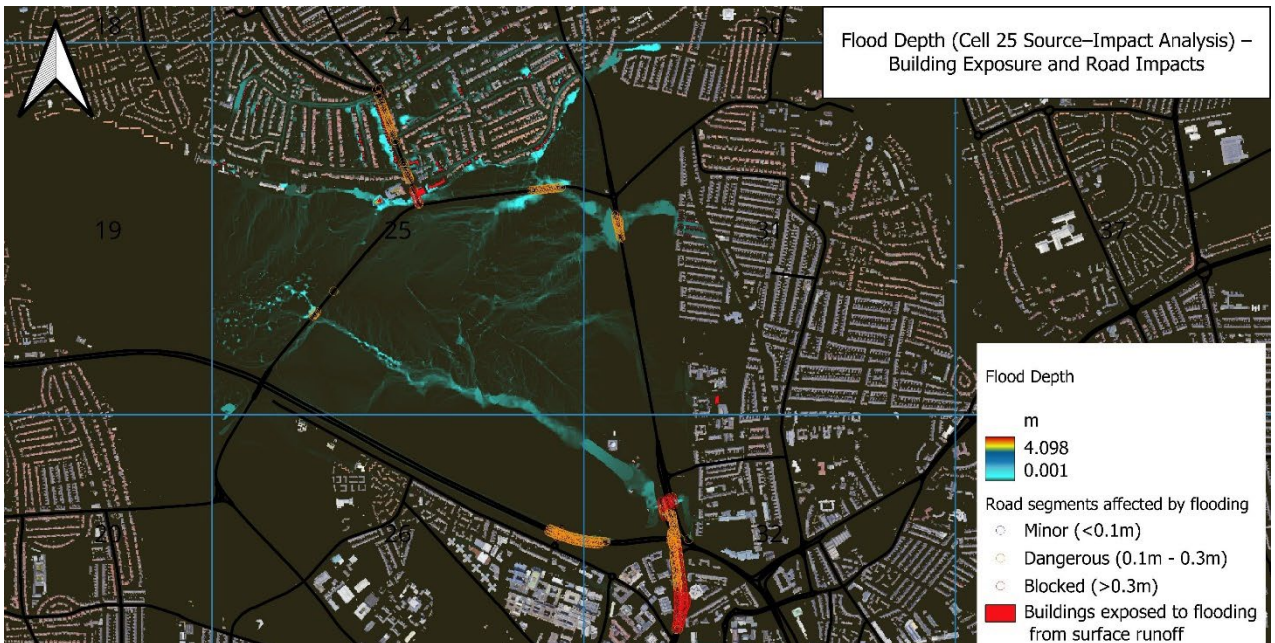 18
24
30
Flood Depth (Cell 25 Source–Impact Analysis) –
Building Exposure and Road Impacts
19
25
31
37
20
26
32
Flood Depth
m
4.098
0.001
Road segments affected by flooding
Minor (<0.1m)
Dangerous (0.1m - 0.3m)
Blocked (>0.3m)
Buildings exposed to flooding
from surface runoff